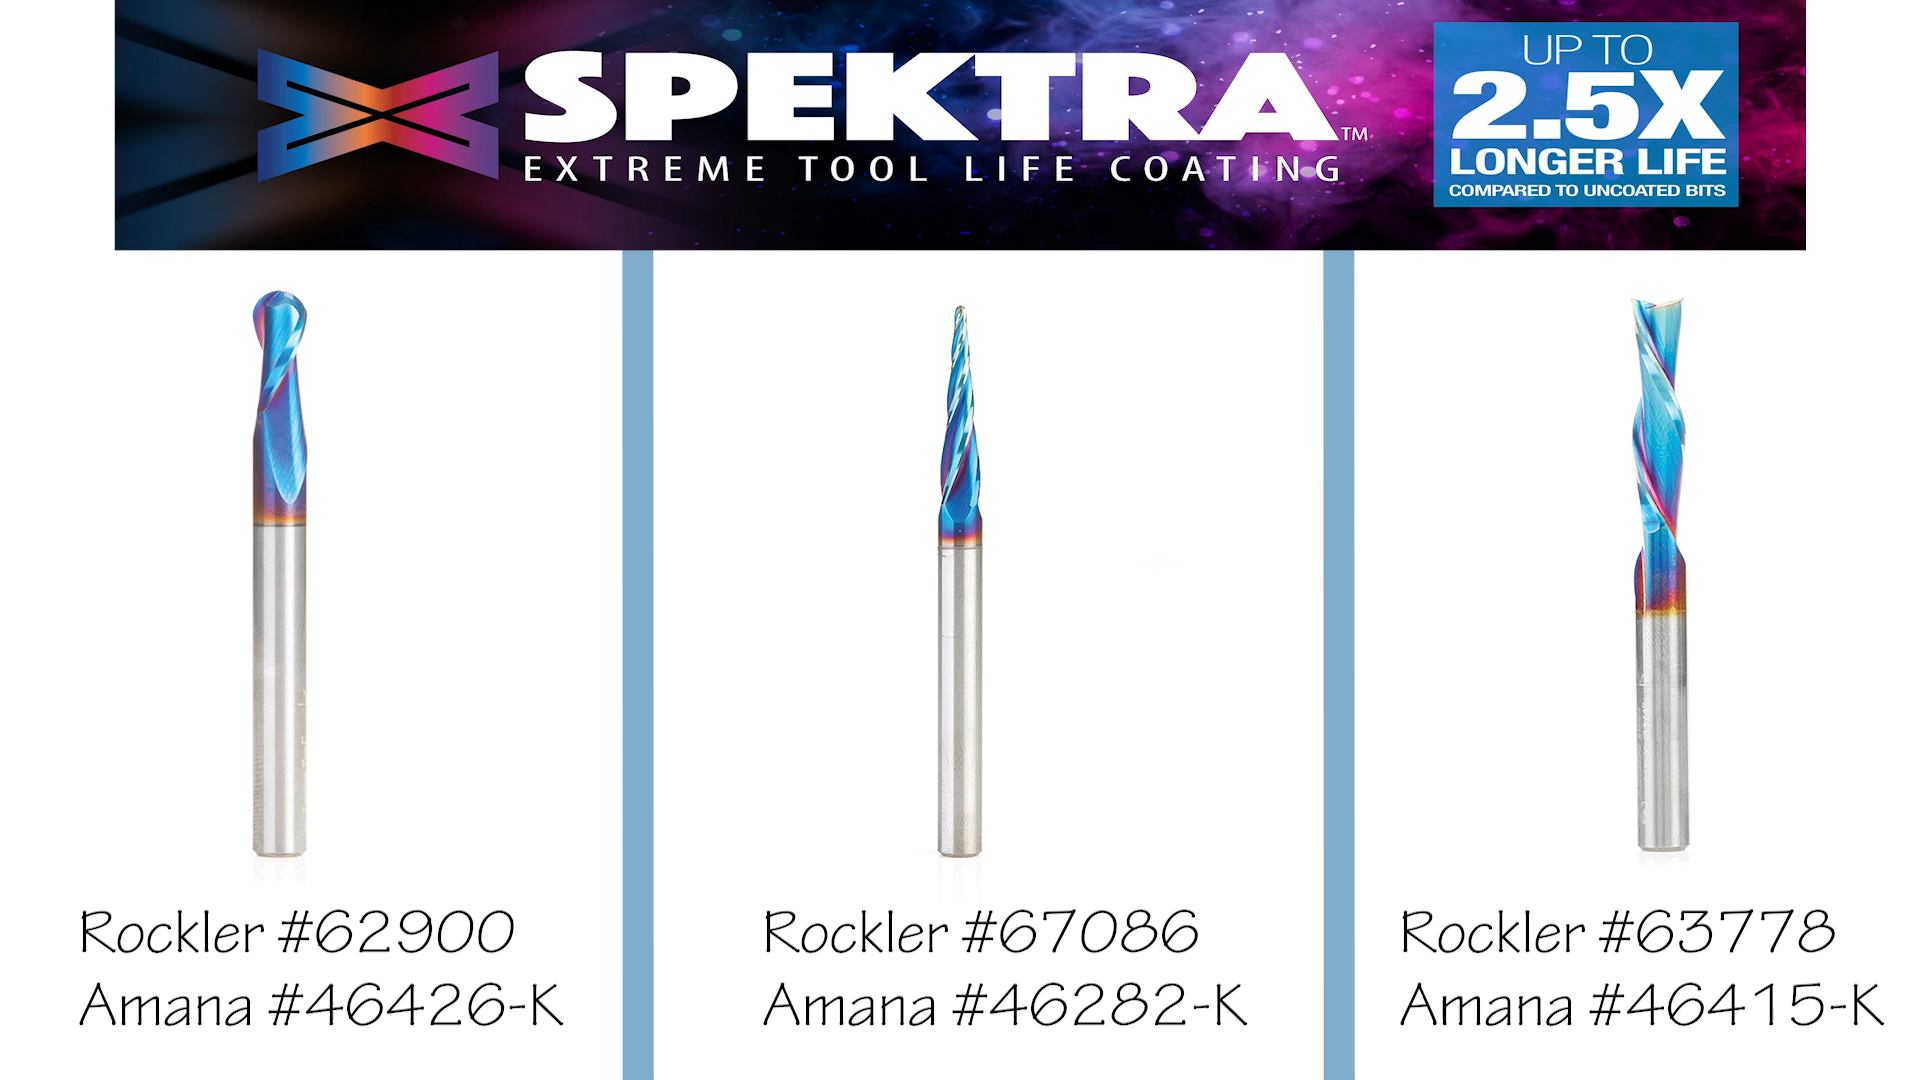 SPEKTRA™
EXTREME TOOL LIFE COATING
UP TO
2.5X
LONGER LIFE
COMPARED TO UNCOATED BITS
Rockler #62900
Amana #46426-K
Rockler #67086
Amana #46282-K
Rockler #63778
Amana #46415-K